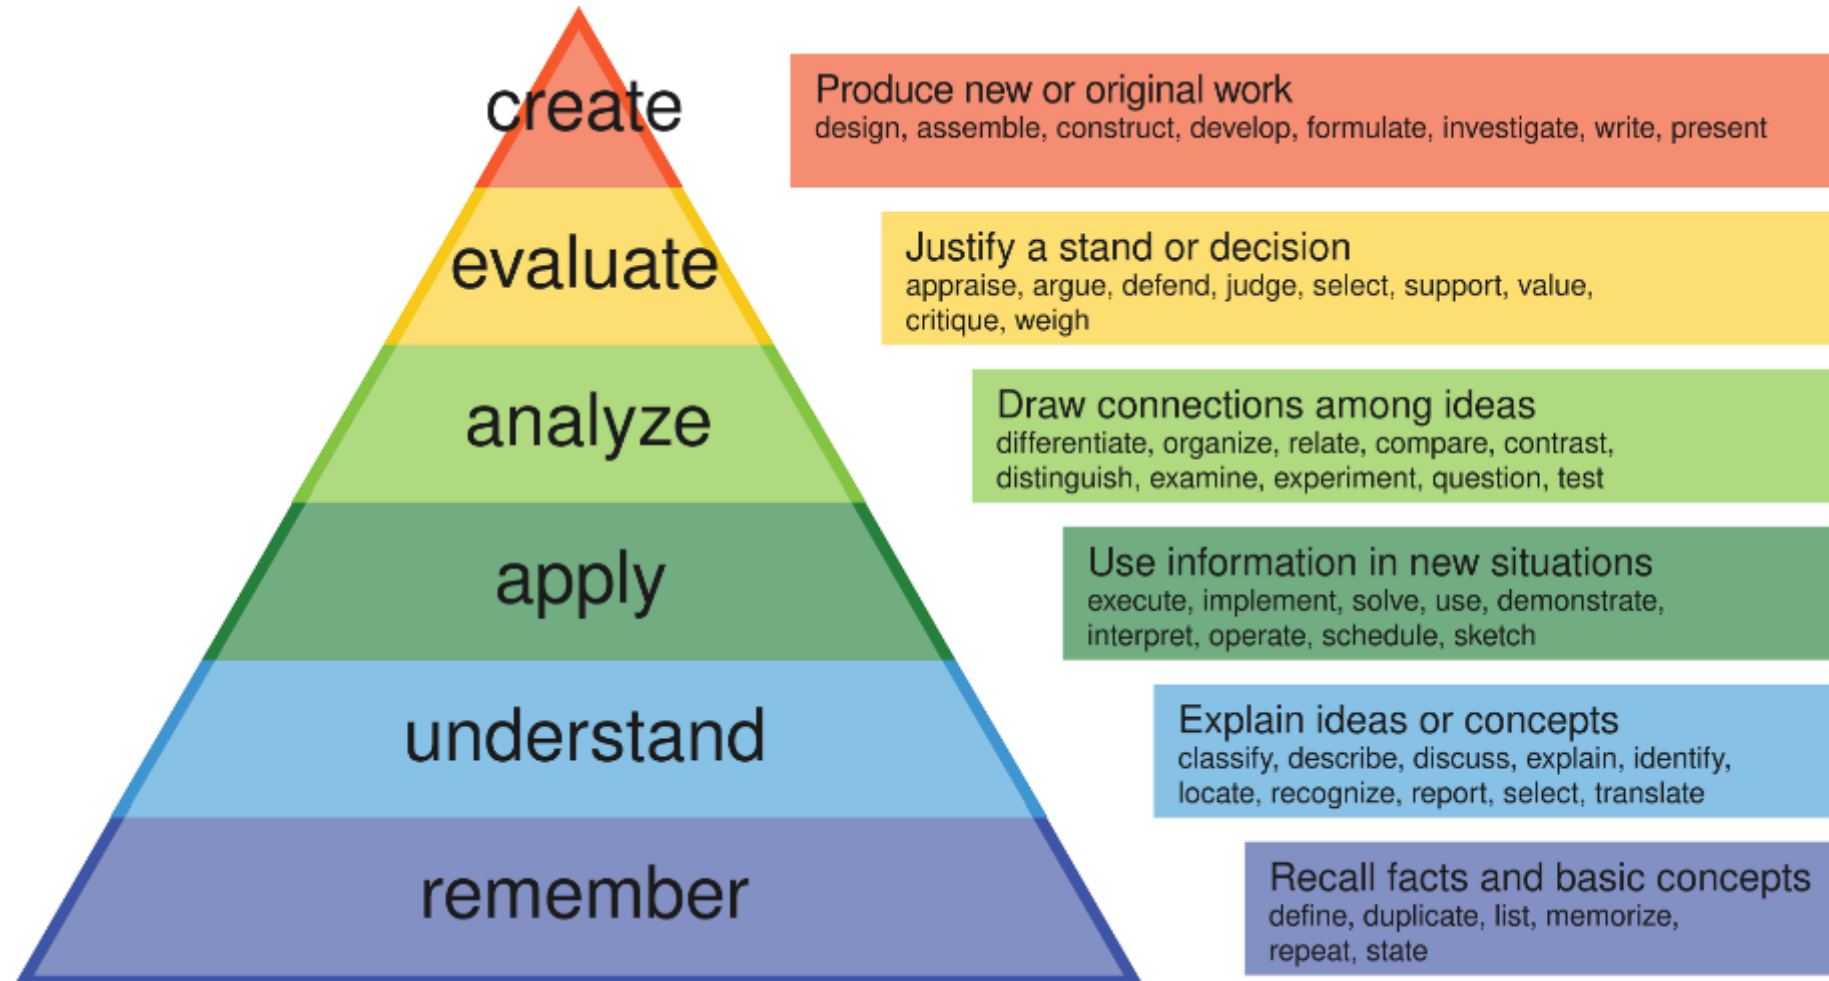 create
Produce new or original work
design, assemble, construct, develop, formulate, investigate, write, present
evaluate
Justify a stand or decision
appraise, argue, defend, judge, select, support, value,
critique, weigh
analyze
Draw connections among ideas
differentiate, organize, relate, compare, contrast,
distinguish, examine, experiment, question, test
apply
Use information in new situations
execute, implement, solve, use, demonstrate,
interpret, operate, schedule, sketch
understand
Explain ideas or concepts
classify, describe, discuss, explain, identify,
locate, recognize, report, select, translate
remember
Recall facts and basic concepts
define, duplicate, list, memorize,
repeat, state